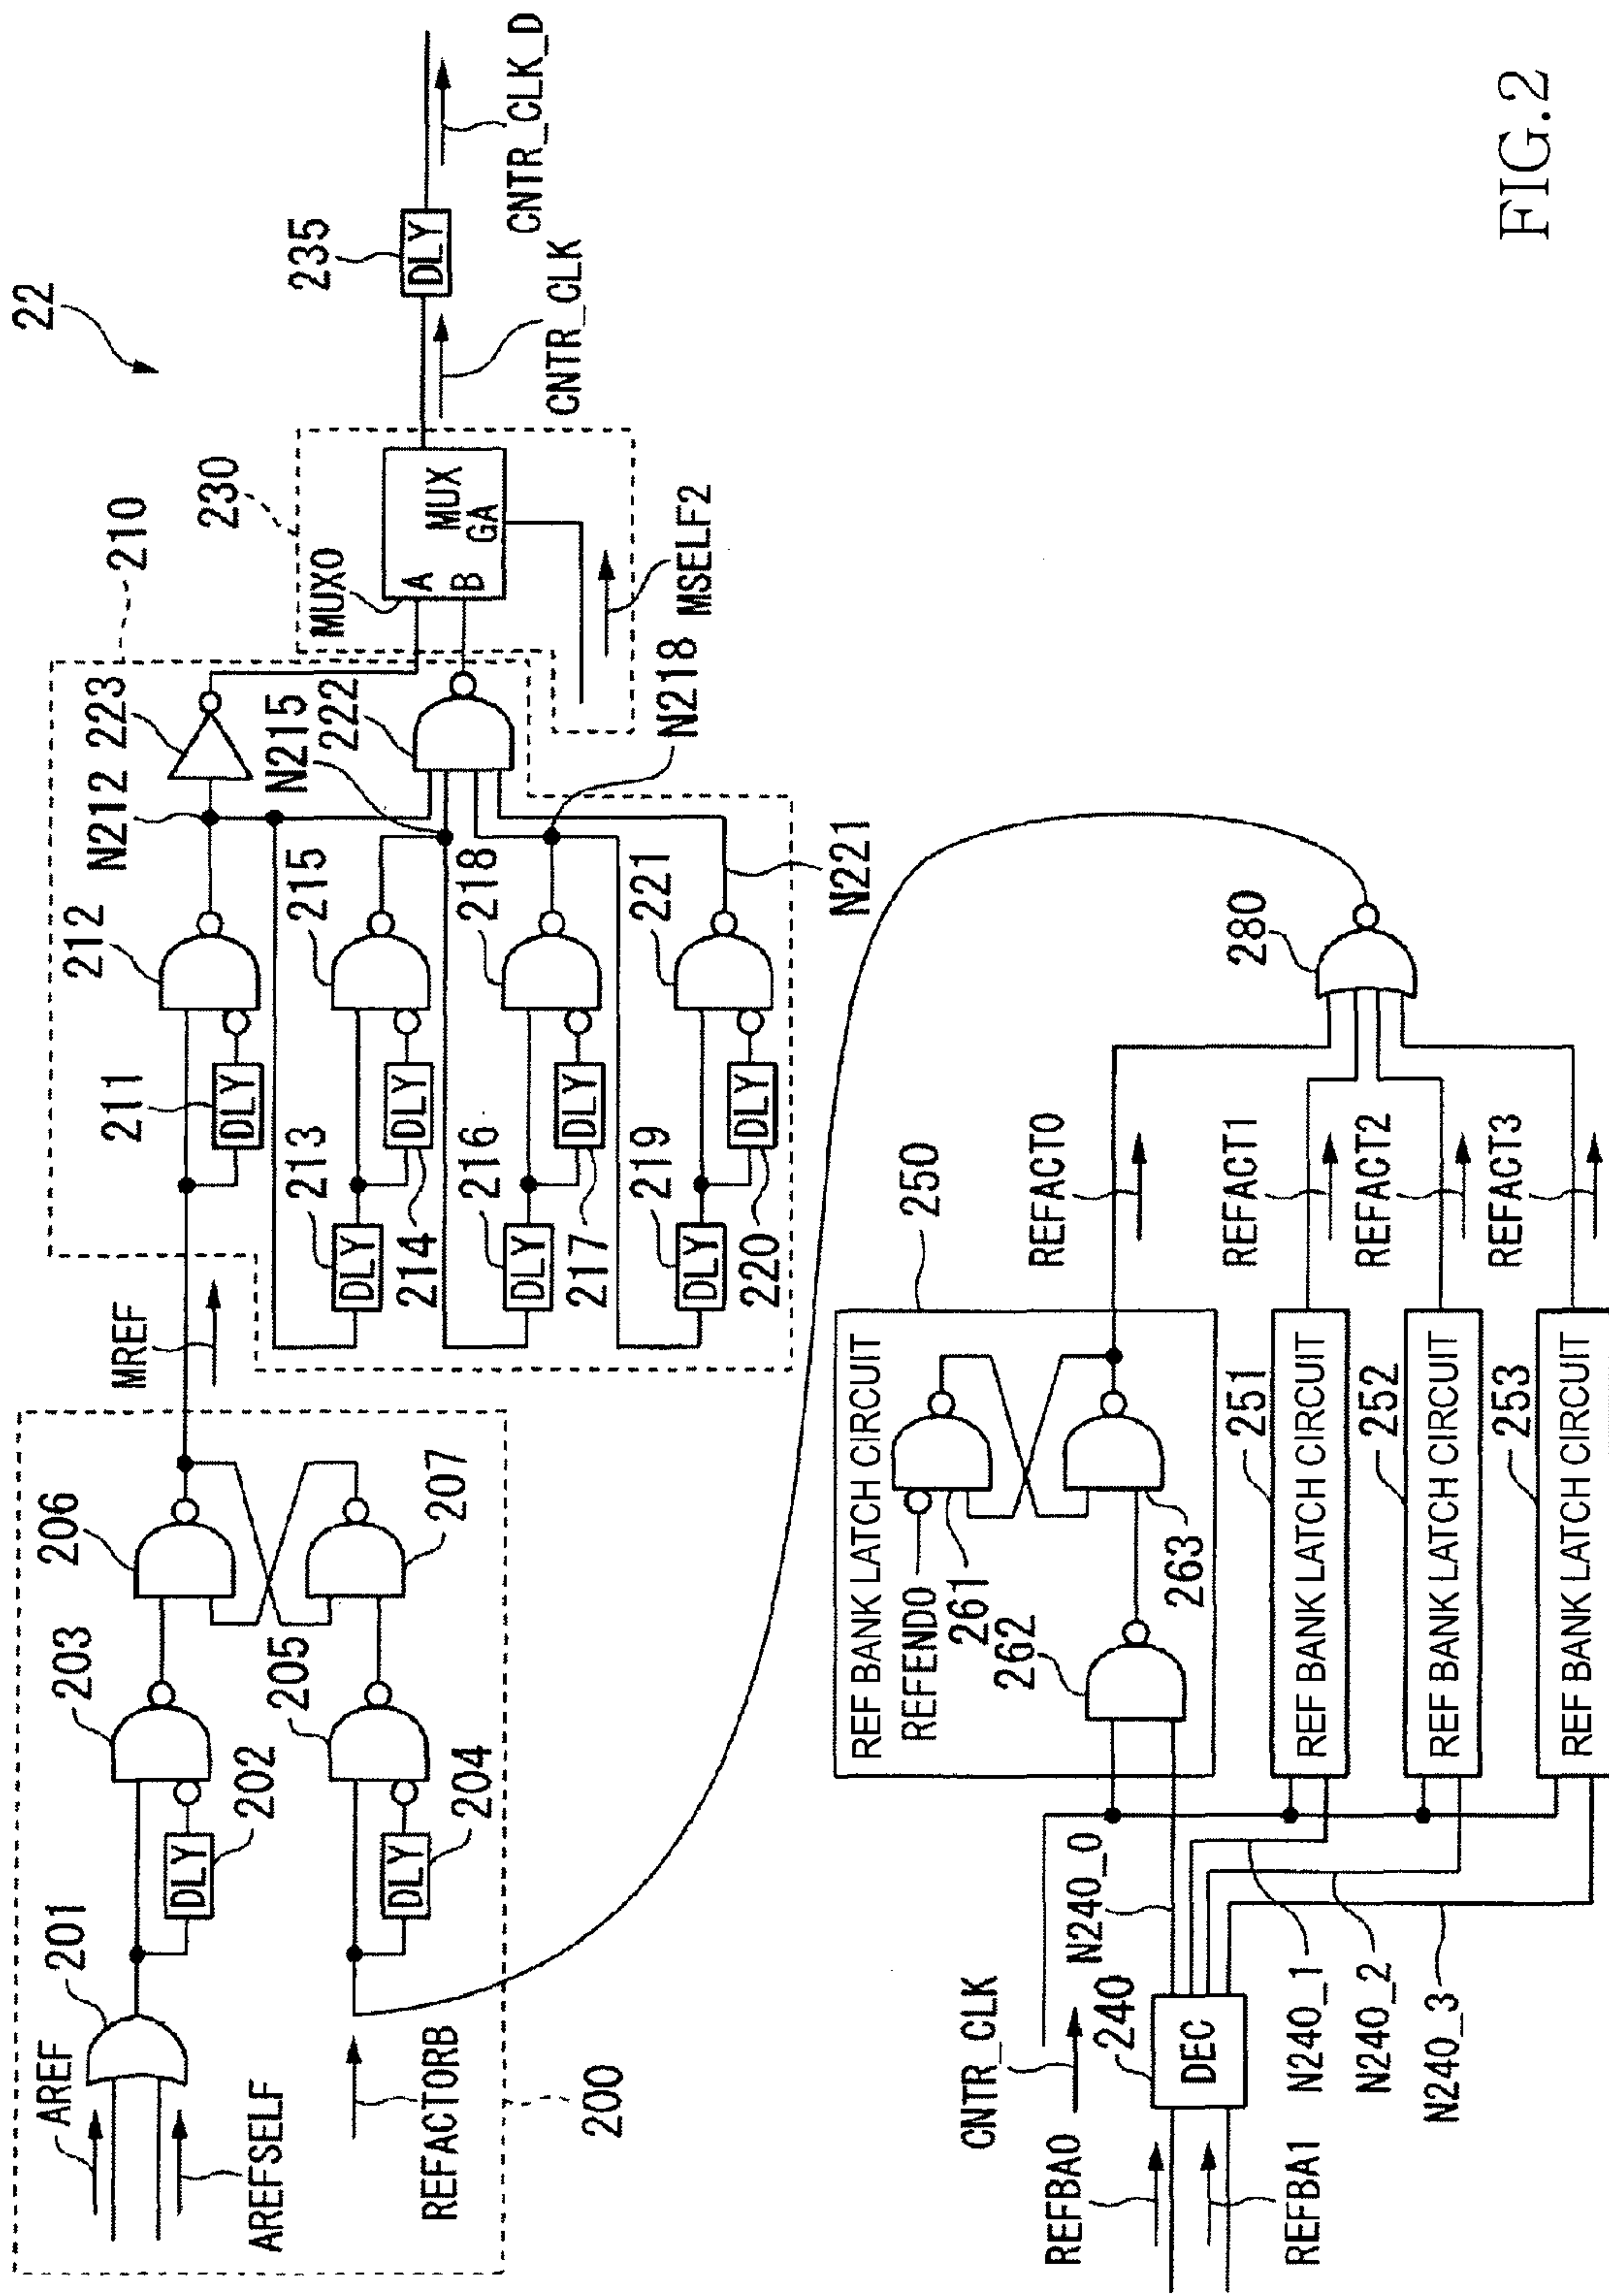 22
200
AREF
AREFSELF
201
DLY
202
203
REFACTORB
DLY
204
205
206
207
MREF
210
211
DLY
212
N212
223
213
DLY
DLY
214
215
N215
222
216
DLY
DLY
217
218
N218
219
DLY
DLY
220
221
N221
230
MUX0
A
B
MUX
GA
MSELF2
CNTR_CLK
235
DLY
CNTR_CLK_D
REFBA0
REFBA1
CNTR_CLK
240
DEC
N240_0
N240_1
N240_2
N240_3
250
REF BANK LATCH CIRCUIT
REFEND0
261
262
263
251
REF BANK LATCH CIRCUIT
252
REF BANK LATCH CIRCUIT
253
REF BANK LATCH CIRCUIT
REFACT0
REFACT1
REFACT2
REFACT3
280
FIG.2